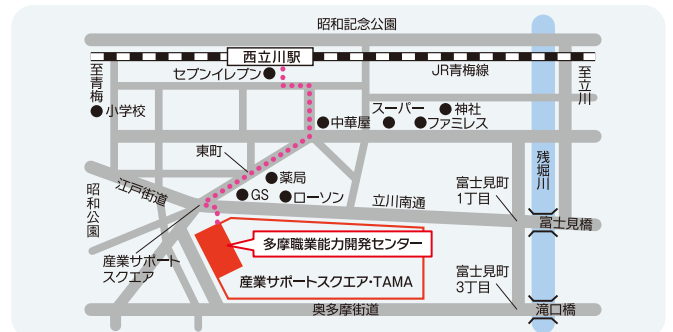 昭和記念公園
西立川駅
セブンイレブン
JR青梅線
至青梅
至立川
小学校
スーパー
神社
中華屋
ファミレス
東町
残堀川
薬局
富士見町
1丁目
昭和公園
江戸街道
GS
ローソン
立川南通
富士見橋
多摩職業能力開発センター
産業サポート
スクエア
産業サポートスクエア・TAMA
富士見町
3丁目
奥多摩街道
滝口橋